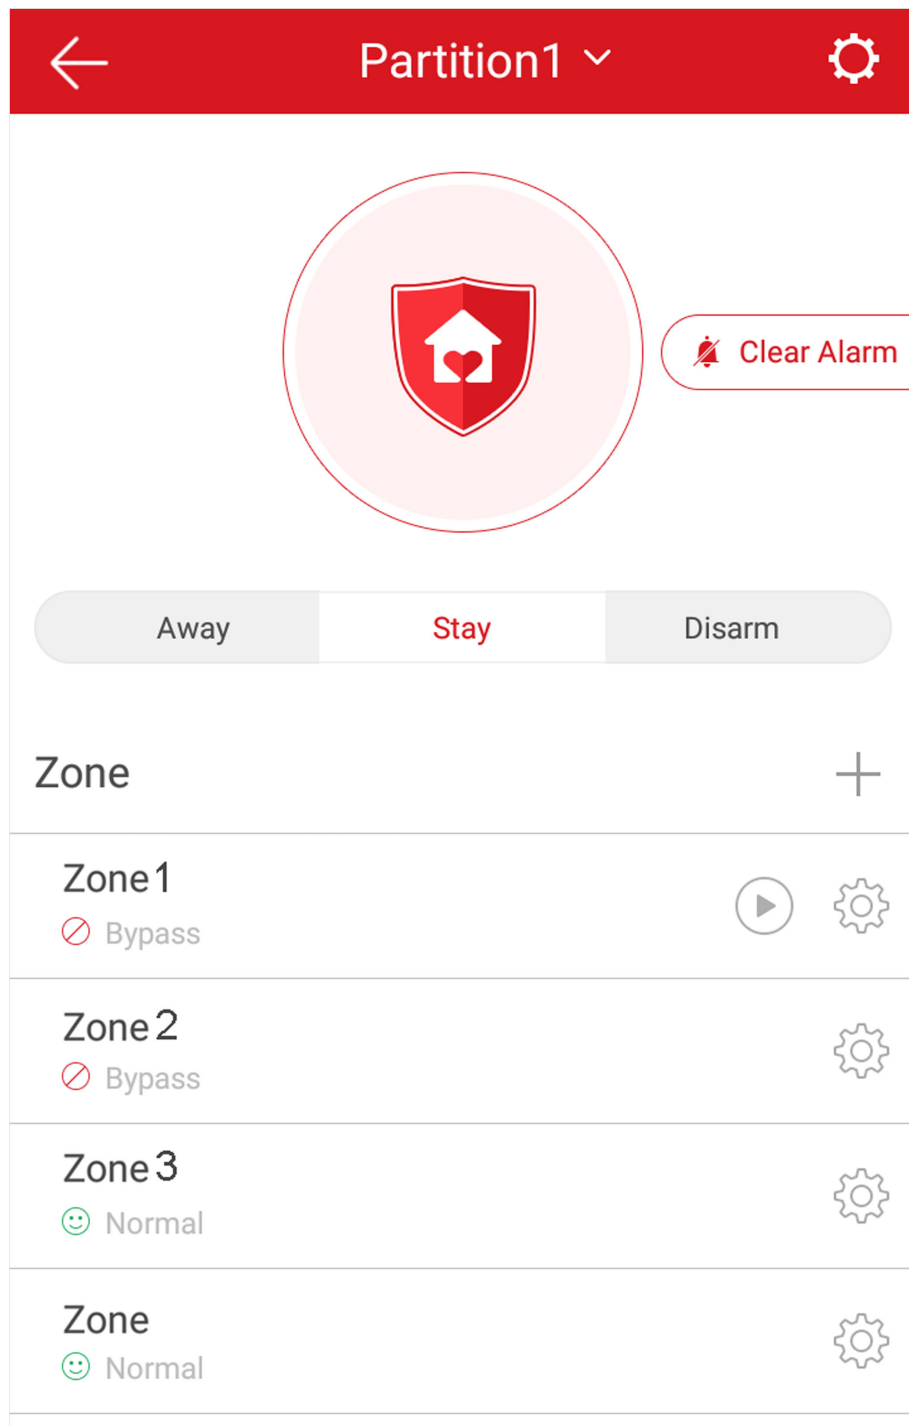 Partition1
Clear Alarm
Away Stay Disarm
Zone
Zone1
Bypass
Zone2
Bypass
Zone3
Normal
Zone
Normal